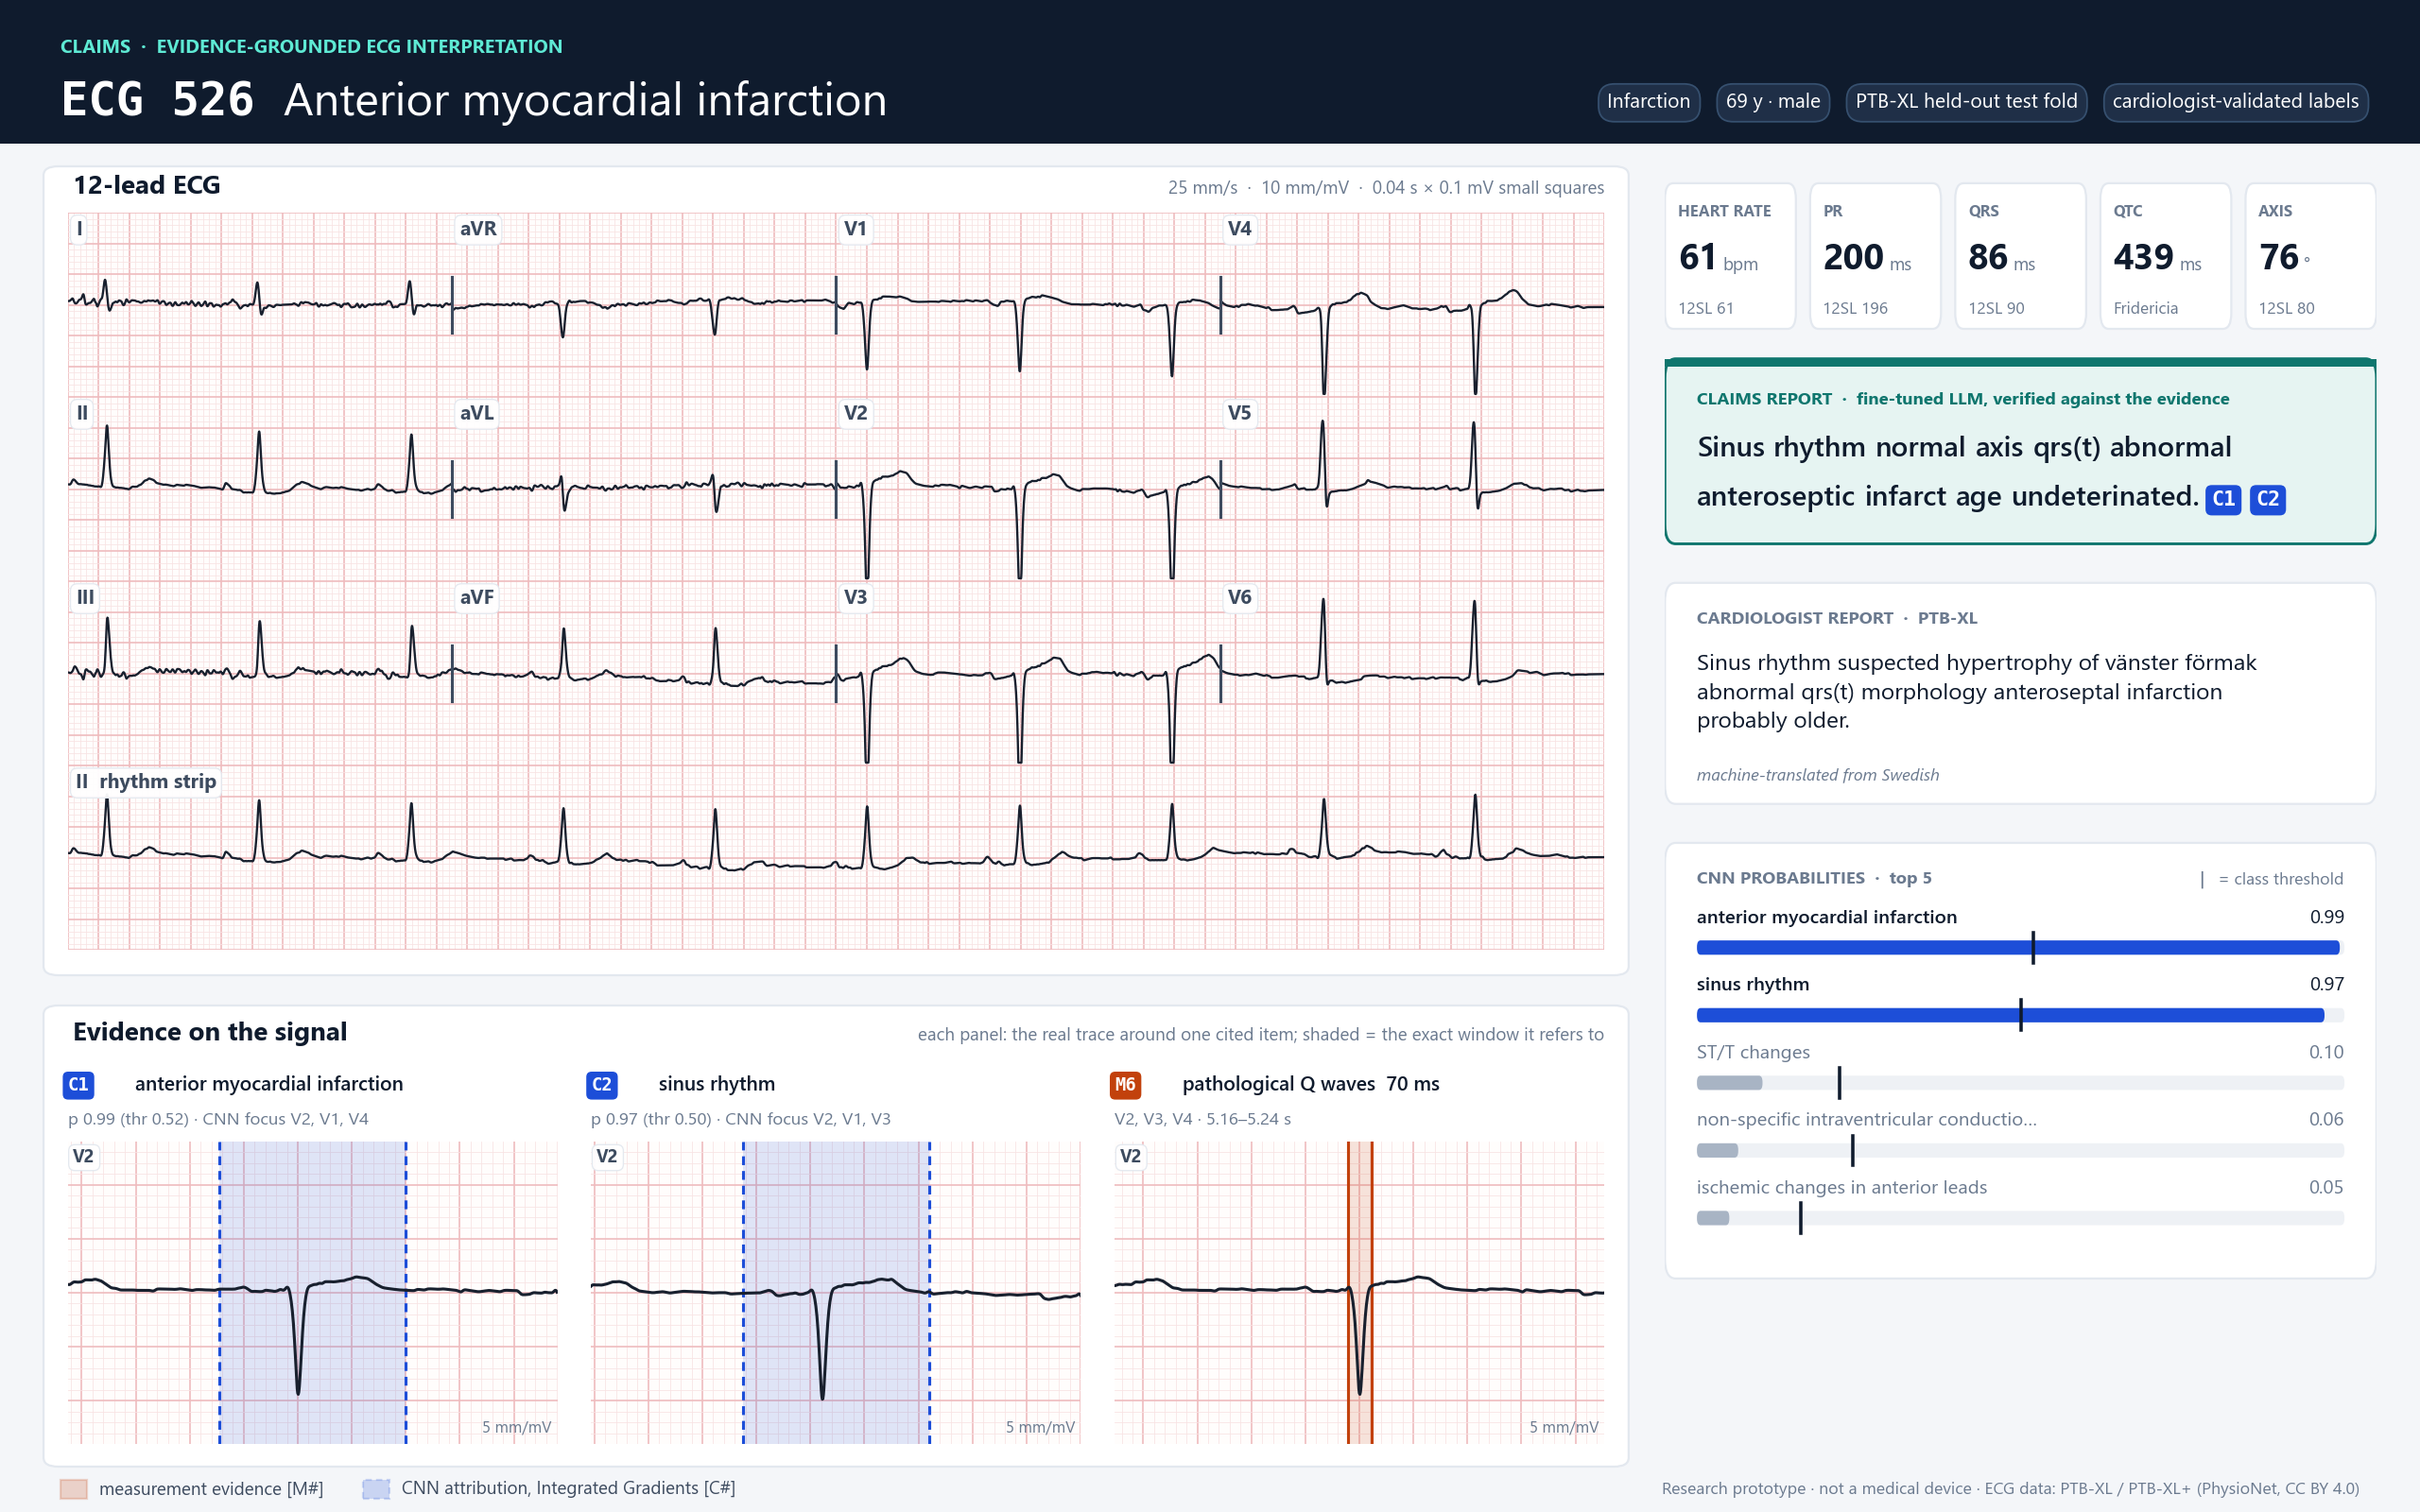 CLAIMS · EVIDENCE-GROUNDED ECG INTERPRETATION
ECG 526 Anterior myocardial infarction
Infarction
69 y · male
PTB-XL held-out test fold
cardiologist-validated labels
12-lead ECG
25 mm/s · 10 mm/mV · 0.04 s × 0.1 mV small squares
I aVR V1 V4
II aVL V2 V5
III aVF V3 V6
II rhythm strip
HEART RATE
61 bpm
12SL 61
PR
200 ms
12SL 196
QRS
86 ms
12SL 90
QTC
439 ms
Fridericia
AXIS
76 °
12SL 80
CLAIMS REPORT · fine-tuned LLM, verified against the evidence
Sinus rhythm normal axis qrs(t) abnormal
anteroseptic infarct age undeterinated. C1 C2
CARDIOLOGIST REPORT · PTB-XL
Sinus rhythm suspected hypertrophy of vänster förmak
abnormal qrs(t) morphology anteroseptal infarction
probably older.
machine-translated from Swedish
CNN PROBABILITIES · top 5
| = class threshold
anterior myocardial infarction 0.99
sinus rhythm 0.97
ST/T changes 0.10
non-specific intraventricular conductio... 0.06
ischemic changes in anterior leads 0.05
Evidence on the signal
each panel: the real trace around one cited item; shaded = the exact window it refers to
C1 anterior myocardial infarction
p 0.99 (thr 0.52) · CNN focus V2, V1, V4
V2
5 mm/mV
C2 sinus rhythm
p 0.97 (thr 0.50) · CNN focus V2, V1, V3
V2
5 mm/mV
M6 pathological Q waves 70 ms
V2, V3, V4 · 5.16–5.24 s
V2
5 mm/mV
measurement evidence [M#]
CNN attribution, Integrated Gradients [C#]
Research prototype · not a medical device · ECG data: PTB-XL / PTB-XL+ (PhysioNet, CC BY 4.0)